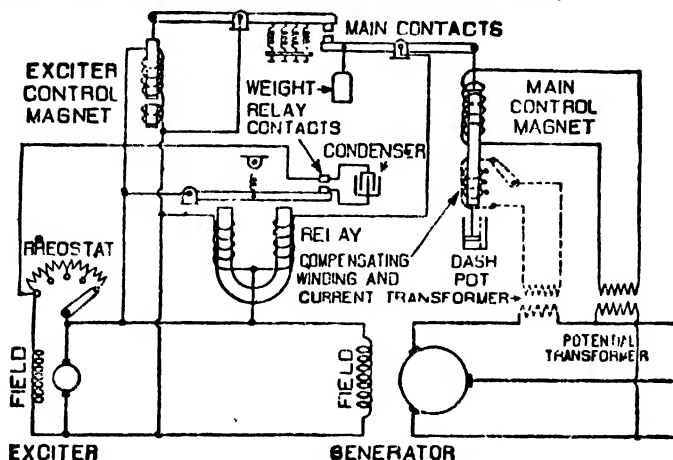 MAIN CONTACTS
EXCITER
CONTROL
MAGNET
WEIGHT
RELAY
CONTACTS
CONDENSER
MAIN
CONTROL
MAGNET
RHEOSTAT
RELAY
COMPENSATING
WINDING AND
CURRENT TRANSFORMER
DASH
POT
POTENTIAL
TRANSFORMER
FIELD
FIELD
EXCITER
GENERATOR